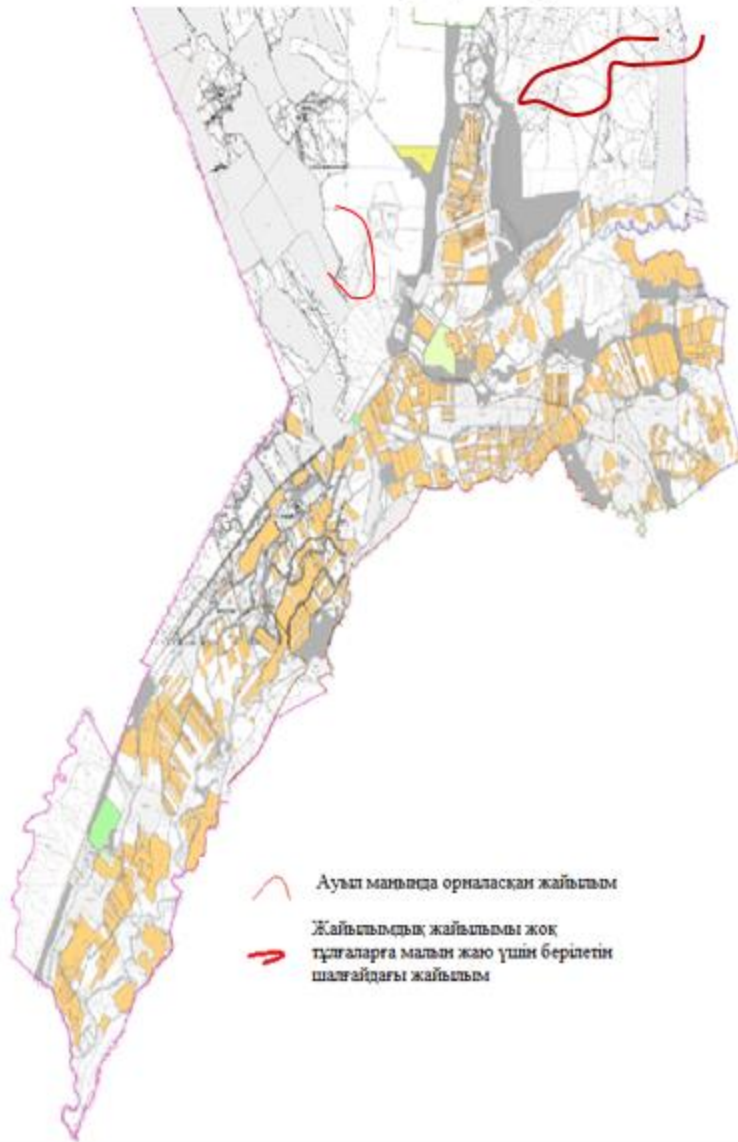 Ауыл маңында орналасқан жайылым
Жайылымдық жайылымы жоқ
тұлғаларға малын жаю үшін берілетін
шалғайдағы жайылым